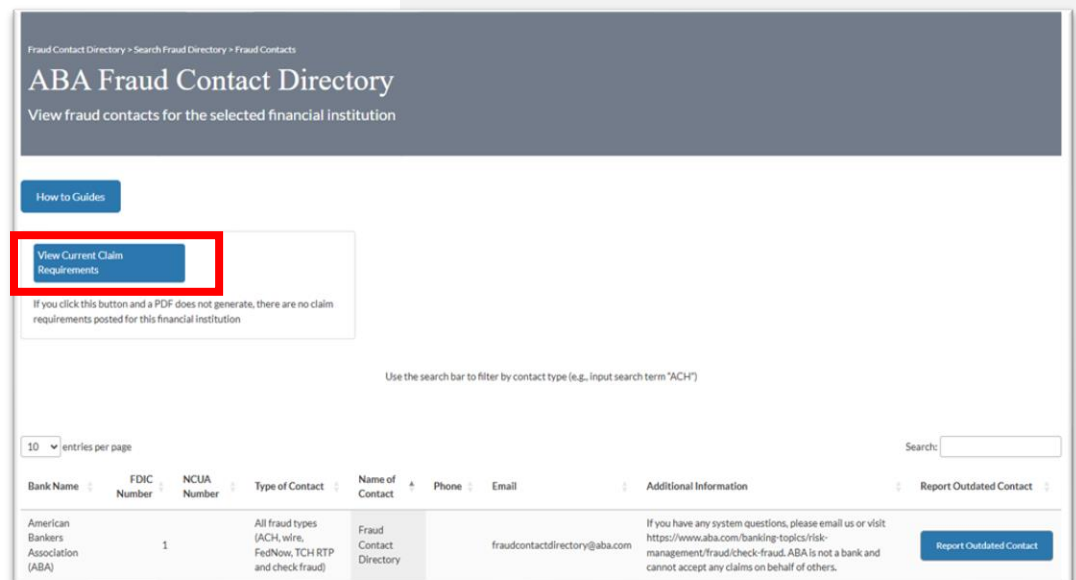 Fraud Contact Directory > Search Fraud Directory > Fraud Contacts
ABA Fraud Contact Directory
View fraud contacts for the selected financial institution
How to Guides
View Current Claim
Requirements
If you click this button and a PDF does not generate, there are no claim
requirements posted for this financial institution
Use the search bar to filter by contact type (e.g., input search term "ACH")
10 entries per page
Search:
Bank Name
FDIC
Number
NCUA
Number
Type of Contact
Name of
Contact
Phone
Email
Additional Information
Report Outdated Contact
American
Bankers
Association
(ABA)
1
All fraud types
(ACH, wire,
FedNow, TCH RTP
and check fraud)
Fraud
Contact
Directory
fraudcontactdirectory@aba.com
If you have any system questions, please email us or visit
https://www.aba.com/banking-topics/risk-
management/fraud/check-fraud. ABA is not a bank and
cannot accept any claims on behalf of others.
Report Outdated Contact